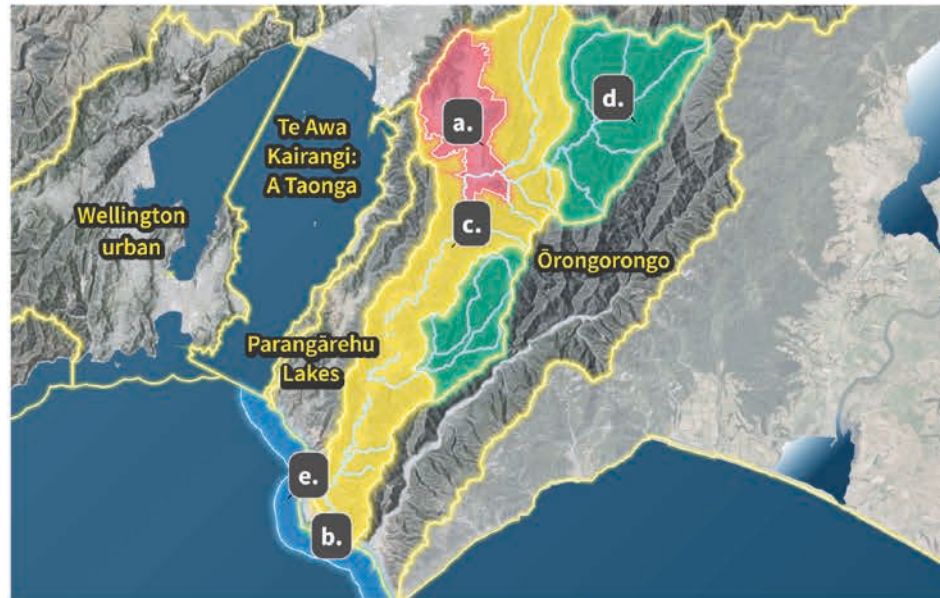 a.
d.
Te Awa
Kairangi:
A Taonga
Wellington
urban
c.
Ōrongorongo
Parangārehu
Lakes
e.
b.